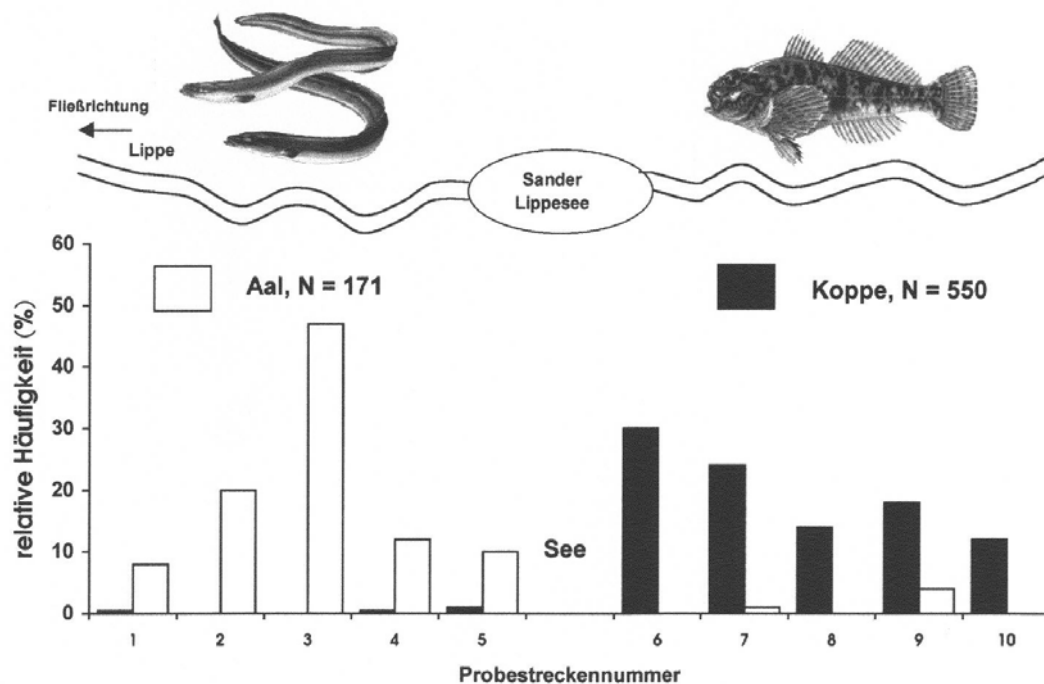 Fließrichtung
Lippe
Sander
Lippesee
60
50
40
30
20
10
0
relative Häufigkeit (%)
Aal, N = 171
Koppe, N = 550
See
1 2 3 4 5 6 7 8 9 10
Probestreckennummer